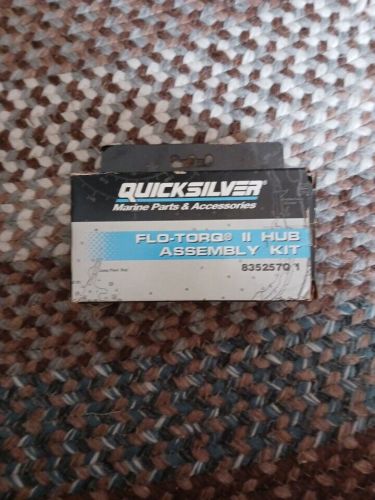 QUICKSILVER®
Marine Parts & Accessories
FLO-TORQ® II HUB
ASSEMBLY KIT
835257Q 1